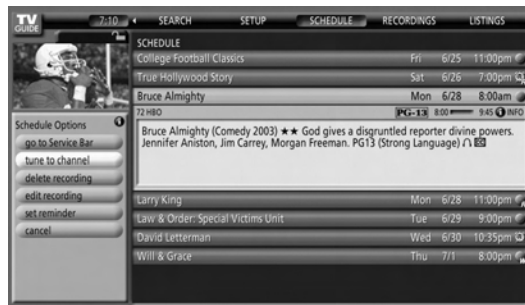 TV GUIDE
7:10
SEARCH SETUP SCHEDULE RECORDINGS LISTINGS
SCHEDULE
College Football Classics Fri 6/25 11:00pm
True Hollywood Story Sat 6/26 7:00pm
Bruce Almighty Mon 6/28 8:00am
72 HBO PG-13 8:00 9:45 INFO
Bruce Almighty (Comedy 2003) ★★ God gives a disgruntled reporter divine powers.
Jennifer Aniston, Jim Carrey, Morgan Freeman. PG13 (Strong Language)
Larry King Mon 6/28 11:00pm
Law & Order: Special Victims Unit Tue 6/29 9:00pm
David Letterman Wed 6/30 10:35pm
Will & Grace Thu 7/1 8:00pm
Schedule Options
go to Service Bar
tune to channel
delete recording
edit recording
set reminder
cancel